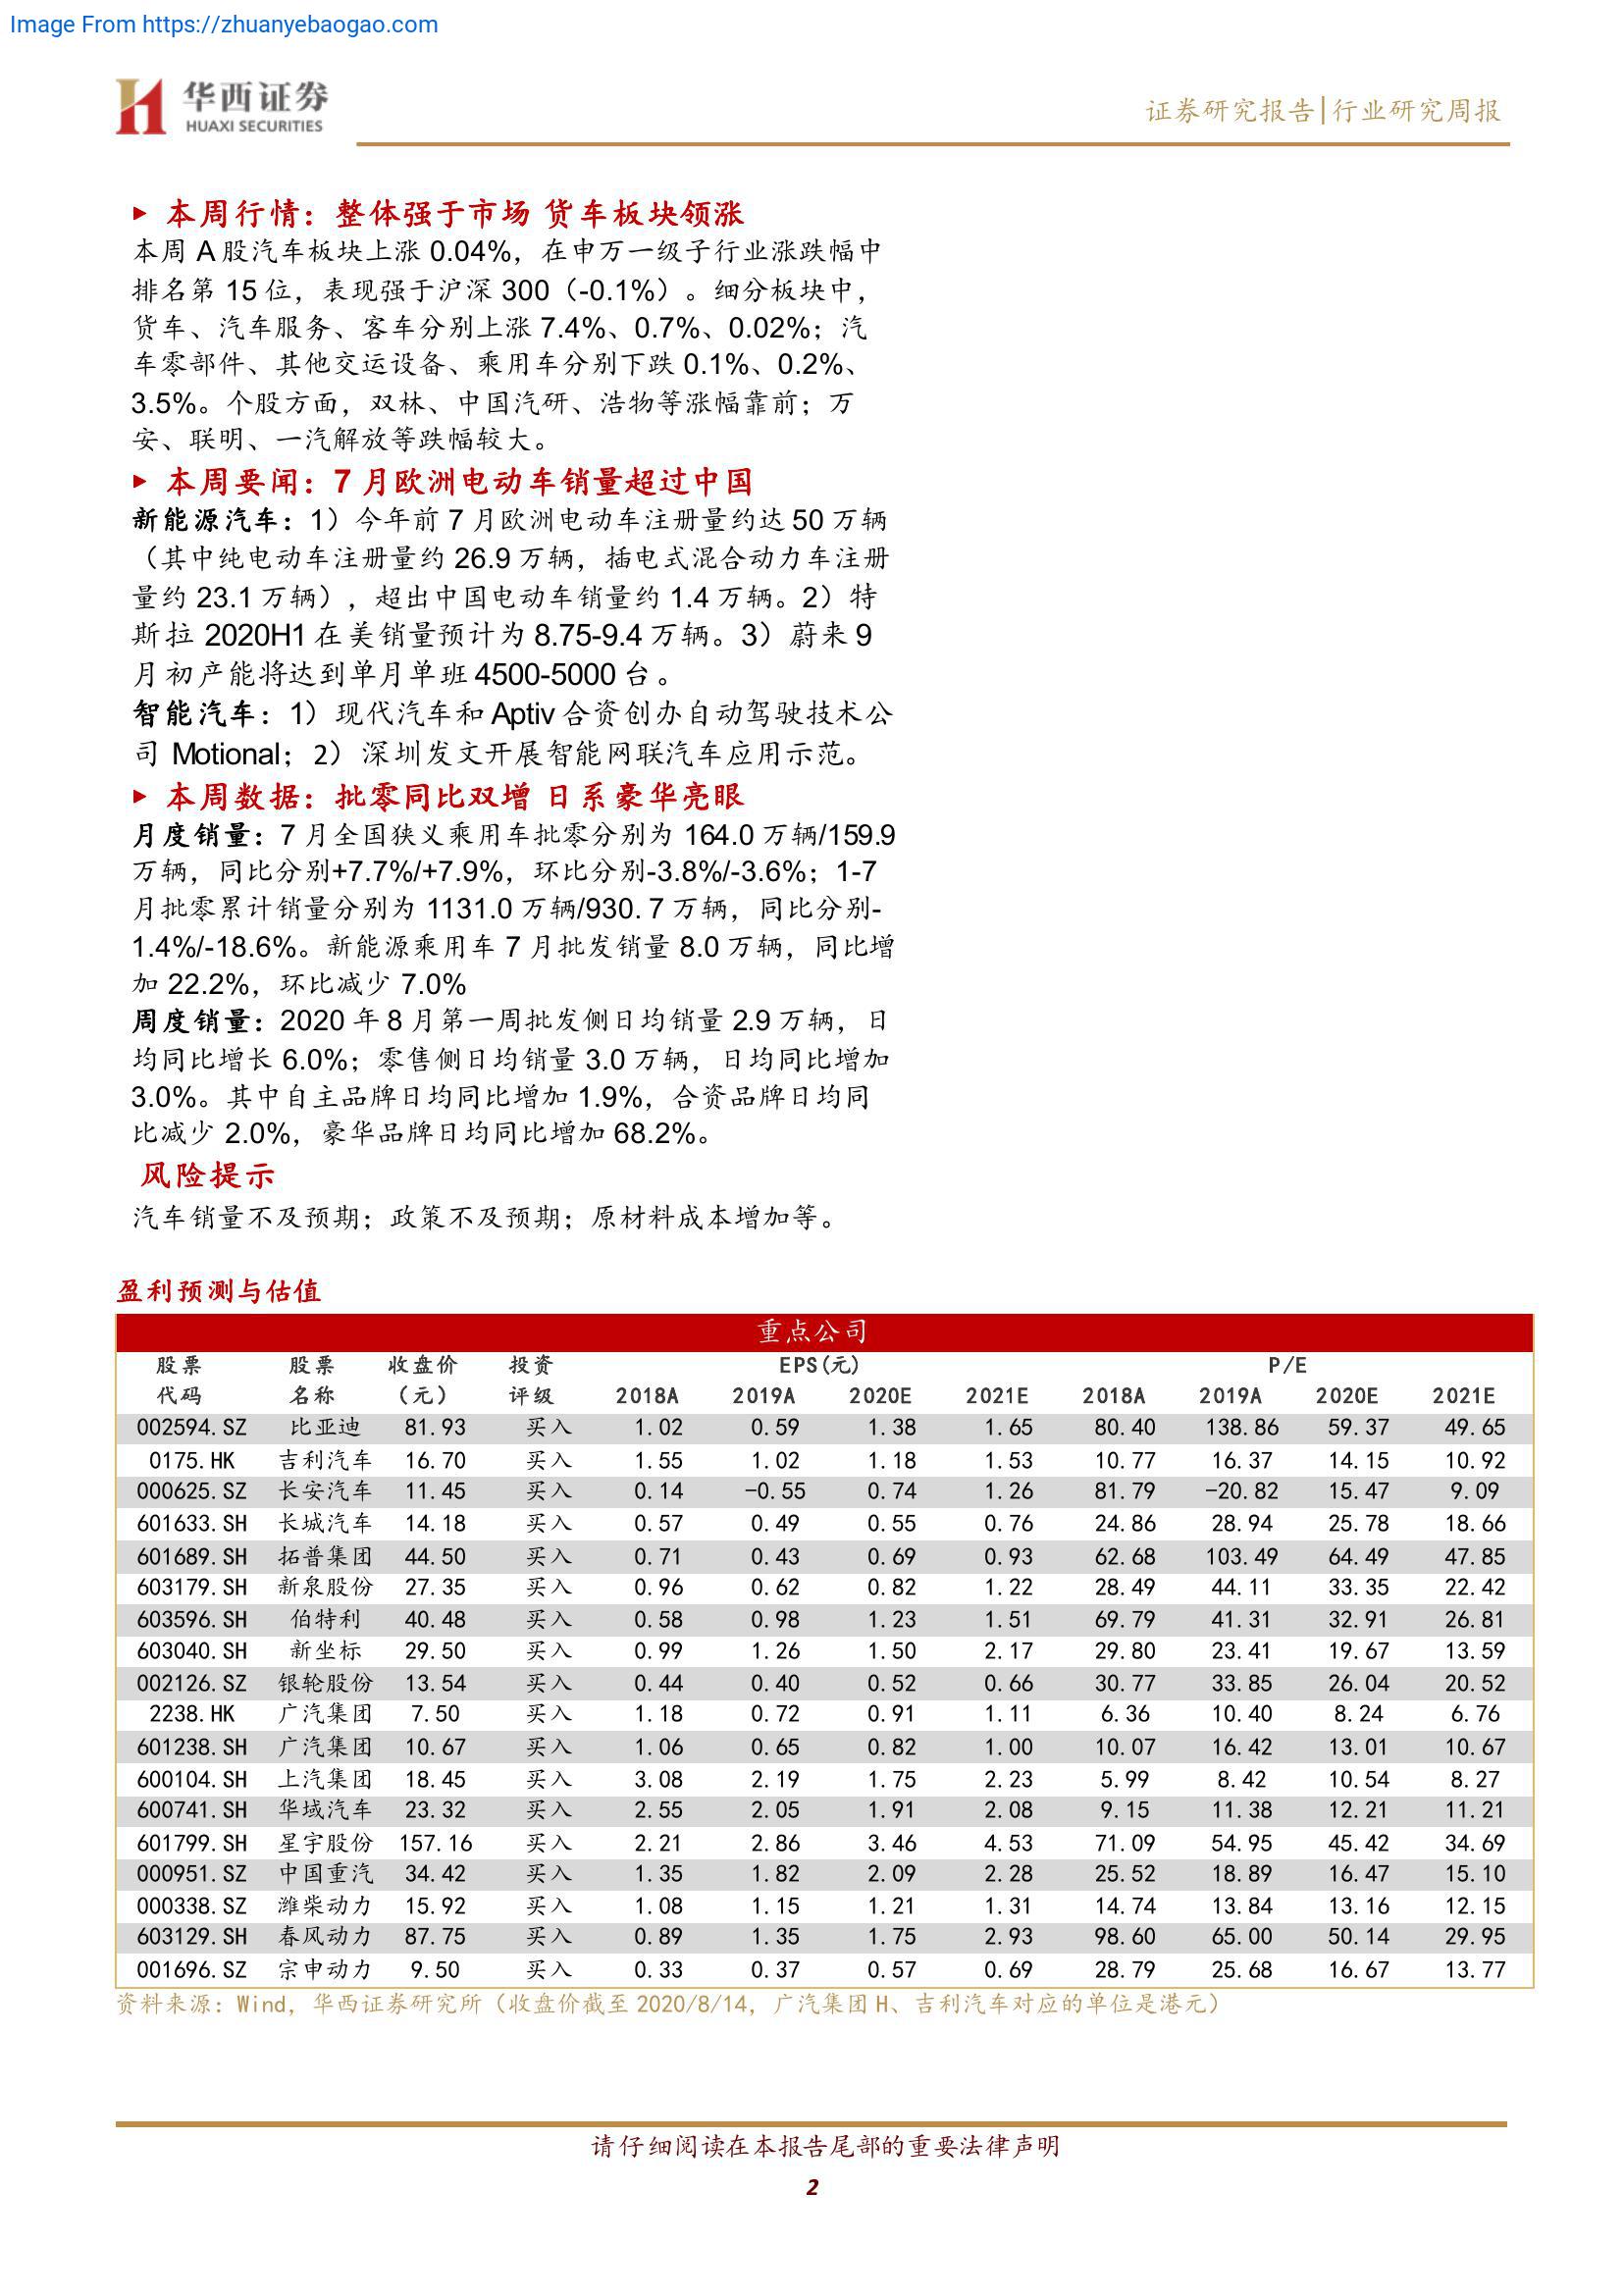 Image From https://zhuanyebaogao.com
华西证券
HUAXI SECURITIES
证券研究报告|行业研究周报
▶ 本周行情：整体强于市场 货车板块领涨
本周 A 股汽车板块上涨 0.04%，在申万一级子行业涨跌幅中
排名第 15 位，表现强于沪深 300（-0.1%）。细分板块中，
货车、汽车服务、客车分别上涨 7.4%、0.7%、0.02%；汽
车零部件、其他交运设备、乘用车分别下跌 0.1%、0.2%、
3.5%。个股方面，双林、中国汽研、浩物等涨幅靠前；万
安、联明、一汽解放等跌幅较大。
▶ 本周要闻：7 月欧洲电动车销量超过中国
新能源汽车：1）今年前 7 月欧洲电动车注册量约达 50 万辆
（其中纯电动车注册量约 26.9 万辆，插电式混合动力车注册
量约 23.1 万辆），超出中国电动车销量约 1.4 万辆。2）特
斯拉 2020H1 在美销量预计为 8.75-9.4 万辆。3）蔚来 9
月初产能将达到单月单班 4500-5000 台。
智能汽车：1）现代汽车和 Aptiv 合资创办自动驾驶技术公
司 Motional；2）深圳发文开展智能网联汽车应用示范。
▶ 本周数据：批零同比双增 日系豪华亮眼
月度销量：7 月全国狭义乘用车批零分别为 164.0 万辆/159.9
万辆，同比分别+7.7%/+7.9%，环比分别-3.8%/-3.6%；1-7
月批零累计销量分别为 1131.0 万辆/930.7 万辆，同比分别-
1.4%/-18.6%。新能源乘用车 7 月批发销量 8.0 万辆，同比增
加 22.2%，环比减少 7.0%
周度销量：2020 年 8 月第一周批发侧日均销量 2.9 万辆，日
均同比增长 6.0%；零售侧日均销量 3.0 万辆，日均同比增加
3.0%。其中自主品牌日均同比增加 1.9%，合资品牌日均同
比减少 2.0%，豪华品牌日均同比增加 68.2%。
风险提示
汽车销量不及预期；政策不及预期；原材料成本增加等。
盈利预测与估值
重点公司
股票 股票 收盘价 投资 EPS(元) P/E
代码 名称 （元） 评级 2018A 2019A 2020E 2021E 2018A 2019A 2020E 2021E
002594.SZ 比亚迪 81.93 买入 1.02 0.59 1.38 1.65 80.40 138.86 59.37 49.65
0175.HK 吉利汽车 16.70 买入 1.55 1.02 1.18 1.53 10.77 16.37 14.15 10.92
000625.SZ 长安汽车 11.45 买入 0.14 -0.55 0.74 1.26 81.79 -20.82 15.47 9.09
601633.SH 长城汽车 14.18 买入 0.57 0.49 0.55 0.76 24.86 28.94 25.78 18.66
601689.SH 拓普集团 44.50 买入 0.71 0.43 0.69 0.93 62.68 103.49 64.49 47.85
603179.SH 新泉股份 27.35 买入 0.96 0.62 0.82 1.22 28.49 44.11 33.35 22.42
603596.SH 伯特利 40.48 买入 0.58 0.98 1.23 1.51 69.79 41.31 32.91 26.81
603040.SH 新坐标 29.50 买入 0.99 1.26 1.50 2.17 29.80 23.41 19.67 13.59
002126.SZ 银轮股份 13.54 买入 0.44 0.40 0.52 0.66 30.77 33.85 26.04 20.52
2238.HK 广汽集团 7.50 买入 1.18 0.72 0.91 1.11 6.36 10.40 8.24 6.76
601238.SH 广汽集团 10.67 买入 1.06 0.65 0.82 1.00 10.07 16.42 13.01 10.67
600104.SH 上汽集团 18.45 买入 3.08 2.19 1.75 2.23 5.99 8.42 10.54 8.27
600741.SH 华域汽车 23.32 买入 2.55 2.05 1.91 2.08 9.15 11.38 12.21 11.21
601799.SH 星宇股份 157.16 买入 2.21 2.86 3.46 4.53 71.09 54.95 45.42 34.69
000951.SZ 中国重汽 34.42 买入 1.35 1.82 2.09 2.28 25.52 18.89 16.47 15.10
000338.SZ 潍柴动力 15.92 买入 1.08 1.15 1.21 1.31 14.74 13.84 13.16 12.15
603129.SH 春风动力 87.75 买入 0.89 1.35 1.75 2.93 98.60 65.00 50.14 29.95
001696.SZ 宗申动力 9.50 买入 0.33 0.37 0.57 0.69 28.79 25.68 16.67 13.77
资料来源：Wind，华西证券研究所（收盘价截至 2020/8/14，广汽集团 H、吉利汽车对应的单位是港元）
请仔细阅读在本报告尾部的重要法律声明
2